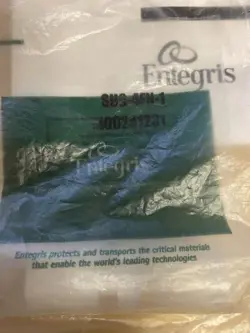 Entegris
Entegris
Entegris protects and transports the critical materials
that enable the world's leading technologies